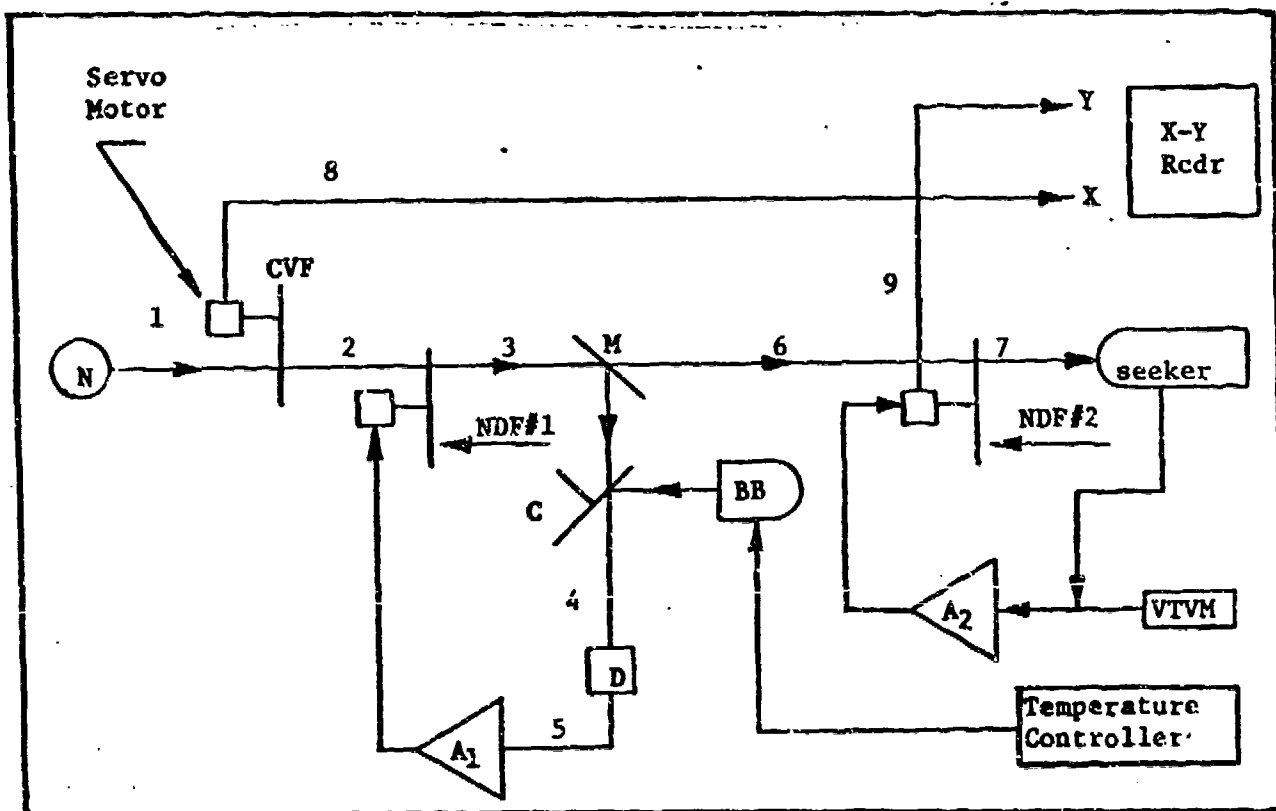 Servo
Motor
Y
X-Y
Rcdr
8
X
CVF
9
1
2
3
M
6
7
N
seeker
NDF#1
NDF#2
BB
C
4
A2
VTVM
D
Temperature
Controller
5
A1